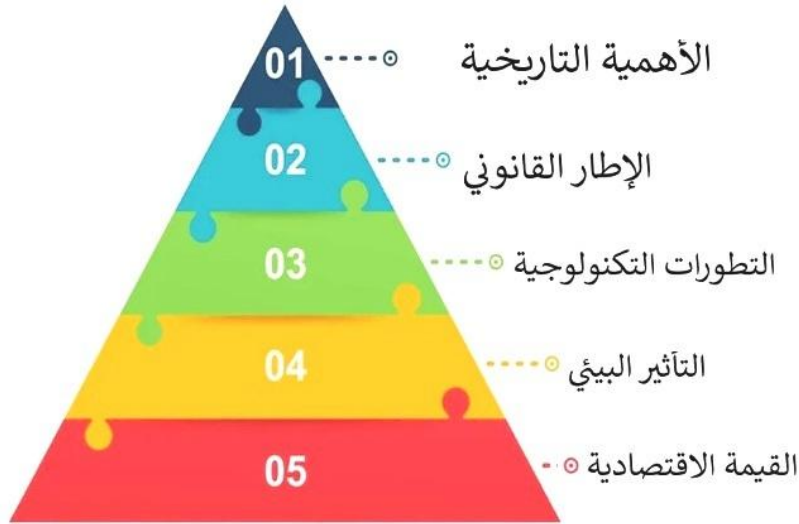 01 الأهمية التاريخية
02 الإطار القانوني
03 التطورات التكنولوجية
04 التأثير البيئي
05 القيمة الاقتصادية